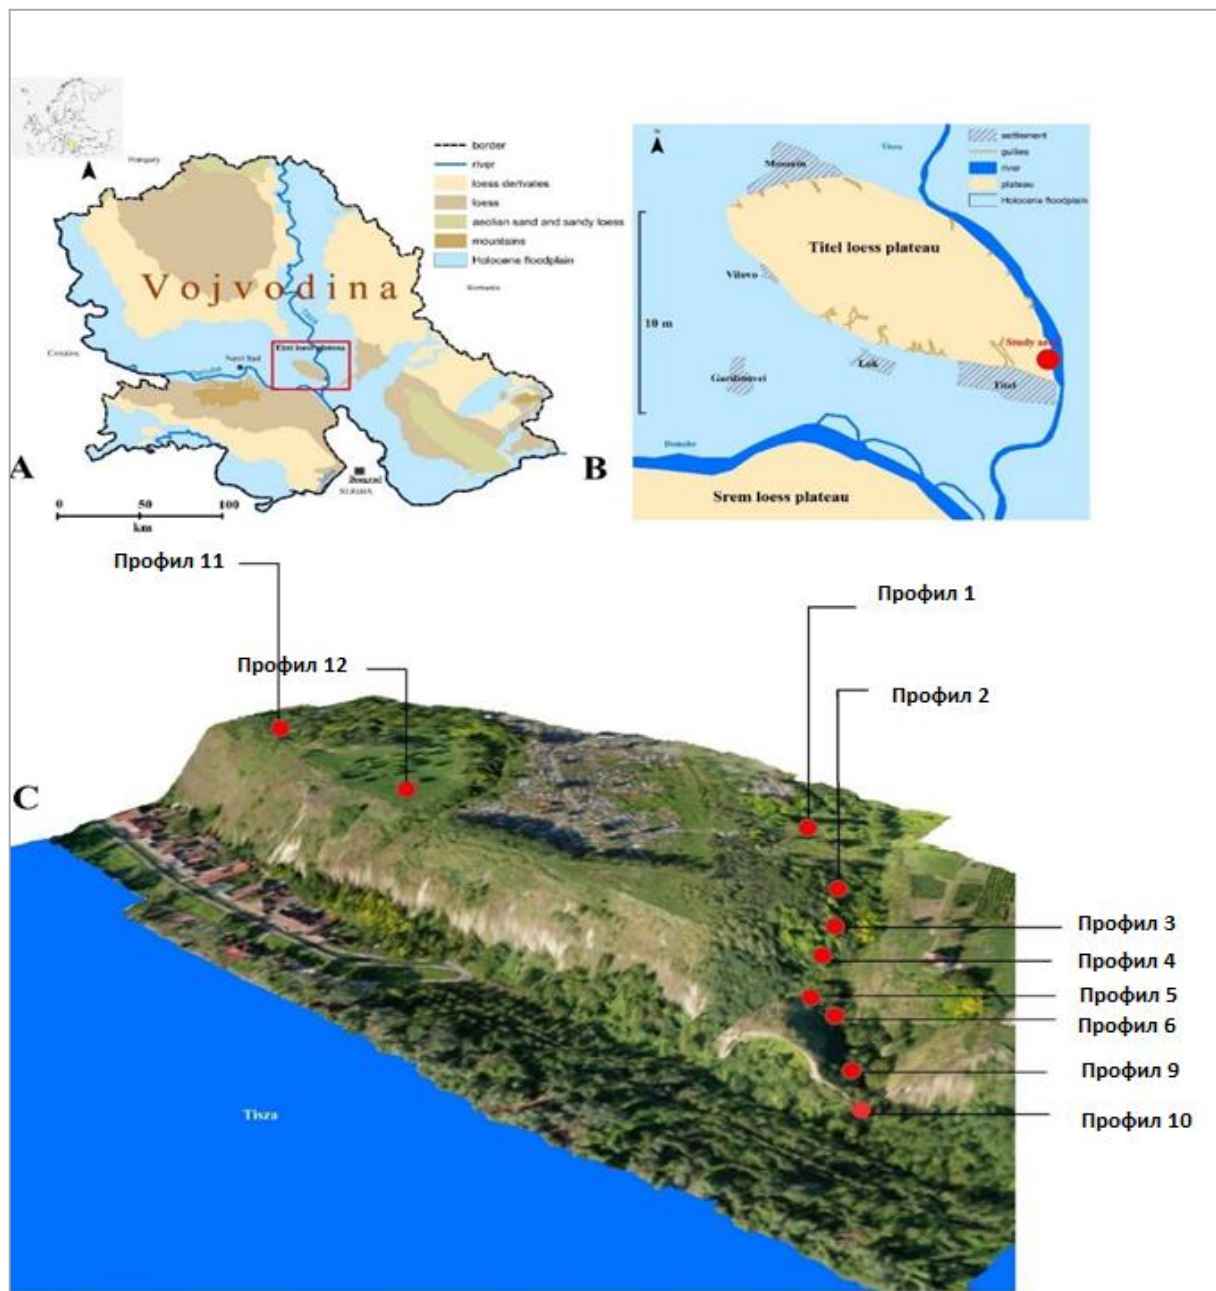 Hungary
border
river
loess derivates
loess
aeolian sand and sandy loess
mountains
Holocene floodplain
Romania
Vojvodina
Tisza
Titel loess plateau
Croatia
Novi Sad
Danube
A
Beograd
SERBIA
0 50 100
km
N
settlement
gullies
river
plateau
Holocene floodplain
Tisza
Mošorin
Titel loess plateau
Vilovo
10 m
Study area
Lok
Gardinovci
Titel
Danube
B
Srem loess plateau
Профил 11
Профил 1
Профил 12
Профил 2
C
Профил 3
Профил 4
Профил 5
Профил 6
Профил 9
Профил 10
Tisza